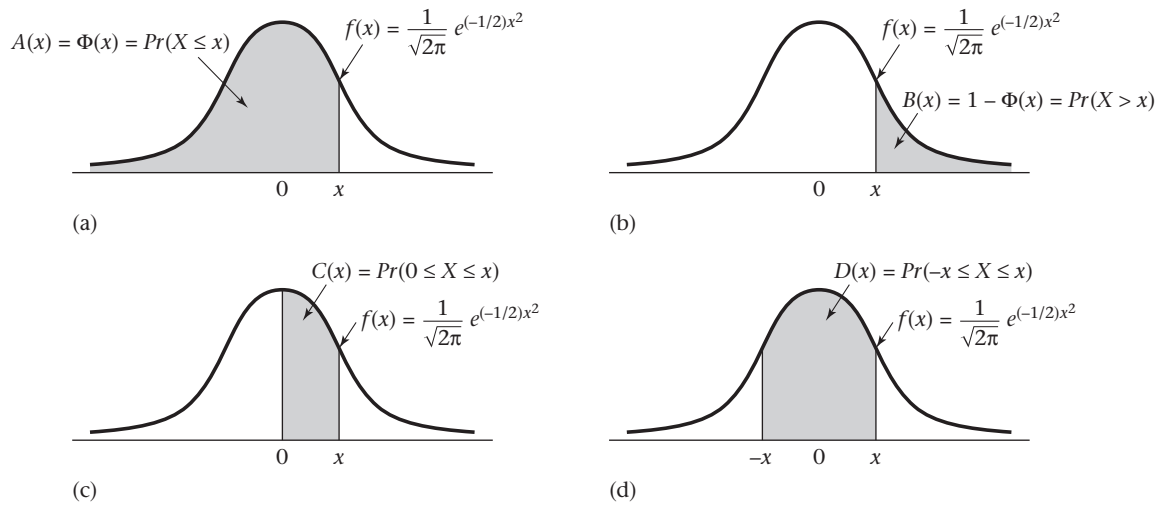 A(x) = Φ(x) = Pr(X ≤ x)
f(x) = 1/√2π e^(−1/2)x²
0 x
(a)
f(x) = 1/√2π e^(−1/2)x²
B(x) = 1 − Φ(x) = Pr(X > x)
0 x
(b)
C(x) = Pr(0 ≤ X ≤ x)
f(x) = 1/√2π e^(−1/2)x²
0 x
(c)
D(x) = Pr(–x ≤ X ≤ x)
f(x) = 1/√2π e^(−1/2)x²
–x 0 x
(d)